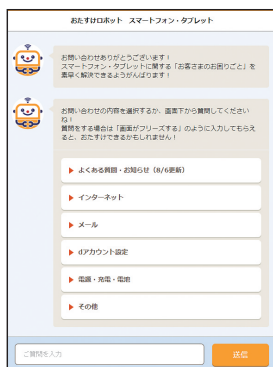 おたすけロボット スマートフォン・タブレット
お問い合わせありがとうございます！
スマートフォン・タブレットに関する「お客さまのお困りごと」を
素早く解決できるようがんばります！
お問い合わせの内容を選択するか、画面下から質問してください
ね！
質問をする場合は「画面がフリーズする」のように入力してもらえ
ると、おたすけできるかもしれません！
よくある質問・お知らせ（8/6更新）
インターネット
メール
dアカウント設定
電源・充電・電池
その他
ご質問を入力
送信